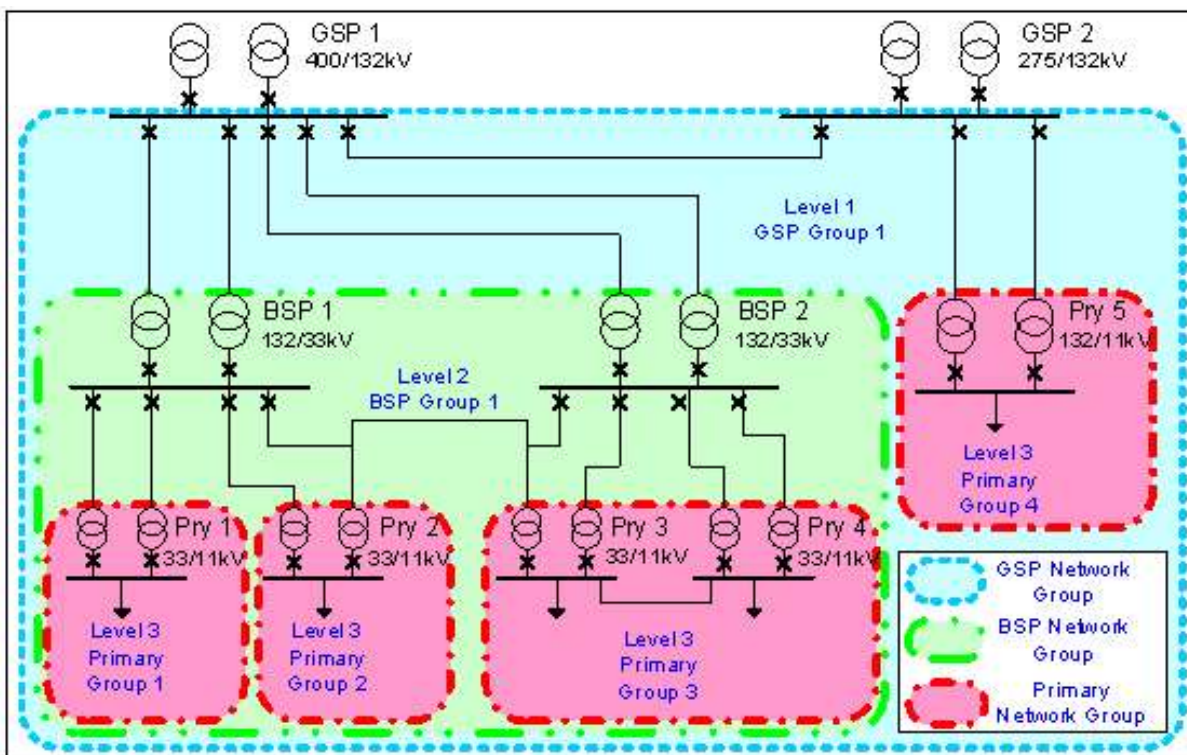 GSP 1
400/132kV
GSP 2
275/132kV
Level 1
GSP Group 1
BSP 1
132/33kV
BSP 2
132/33kV
Pry 5
132/11kV
Level 2
BSP Group 1
Level 3
Primary
Group 4
Pry 1
33/11kV
Pry 2
33/11kV
Pry 3
33/11kV
Pry 4
33/11kV
Level 3
Primary
Group 1
Level 3
Primary
Group 2
Level 3
Primary
Group 3
GSP Network
Group
BSP Network
Group
Primary
Network Group